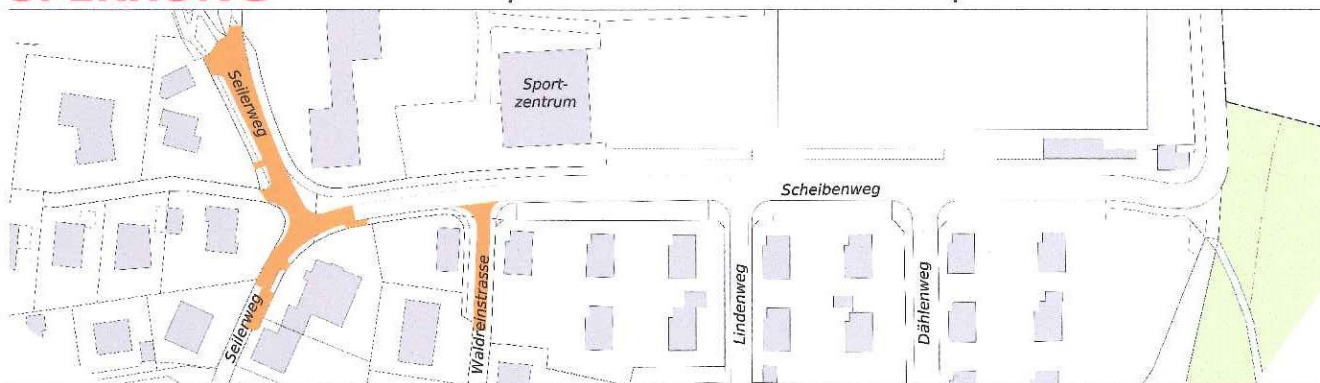 Seilerweg
Sport-
zentrum
Scheibenweg
Seilerweg
Waldreinstrasse
Lindenweg
Dählenweg